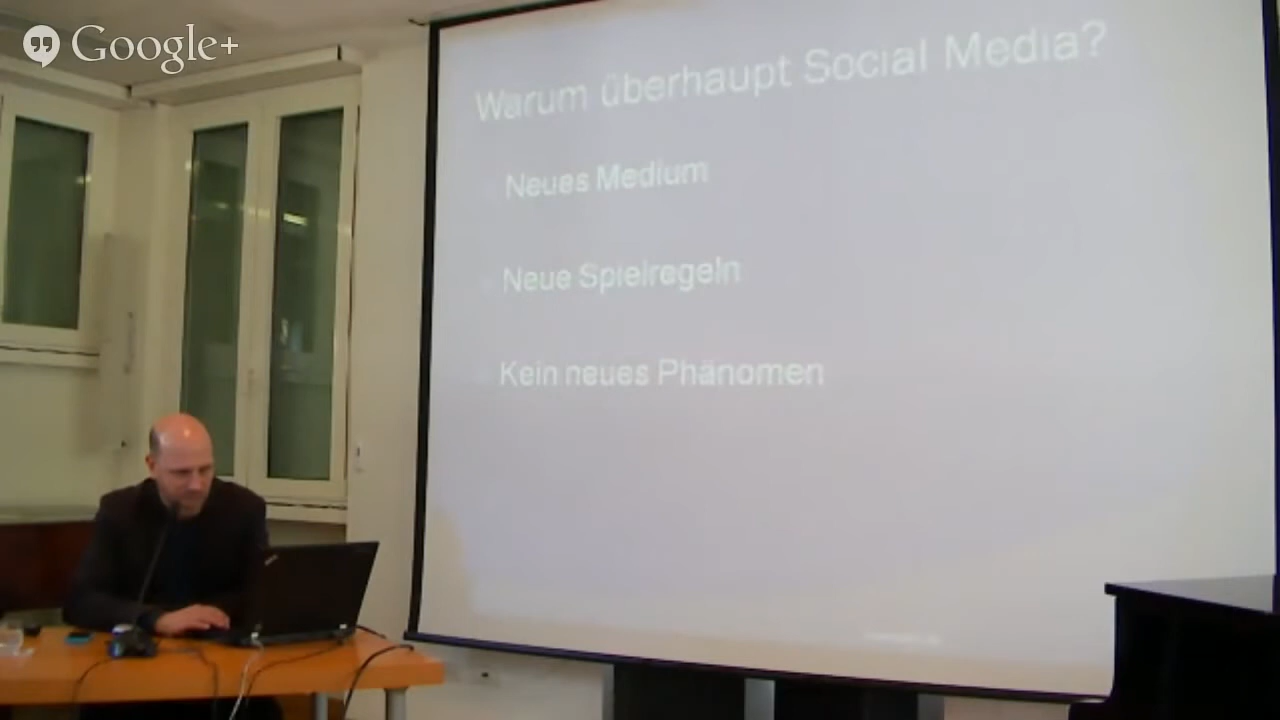 Google+
Warum überhaupt Social Media?
Neues Medium
Neue Spielregeln
Kein neues Phänomen